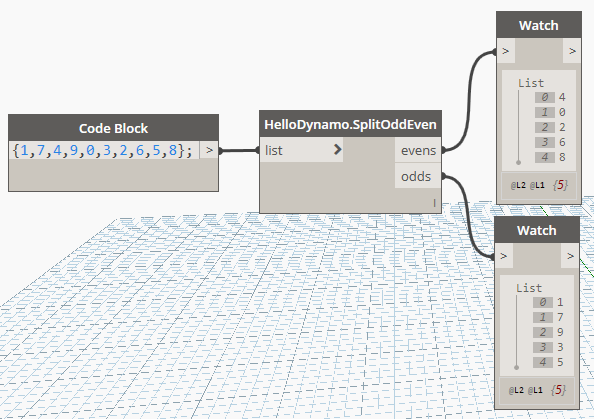 Code Block
{1,7,4,9,0,3,2,6,5,8}; >
HelloDynamo.SplitOddEven
list > evens
odds
l
Watch
> >
List
0 4
1 0
2 2
3 6
4 8
@L2 @L1 {5}
Watch
> >
List
0 1
1 7
2 9
3 3
4 5
@L2 @L1 {5}